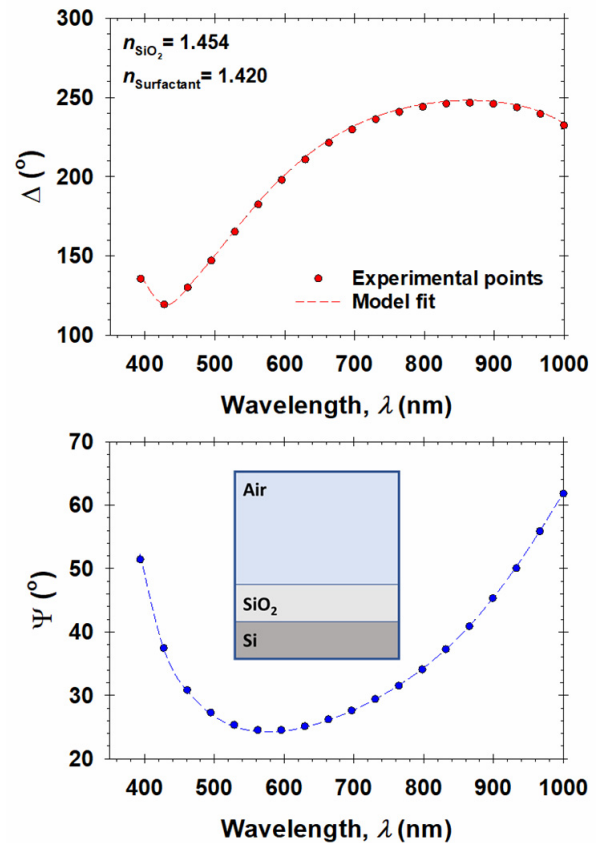 300
n_SiO₂= 1.454
n_Surfactant= 1.420
250
200
150
100
Δ (°)
Experimental points
Model fit
400 500 600 700 800 900 1000
Wavelength, λ (nm)
70
60
50
40
30
20
Ψ (°)
Air
SiO₂
Si
400 500 600 700 800 900 1000
Wavelength, λ (nm)